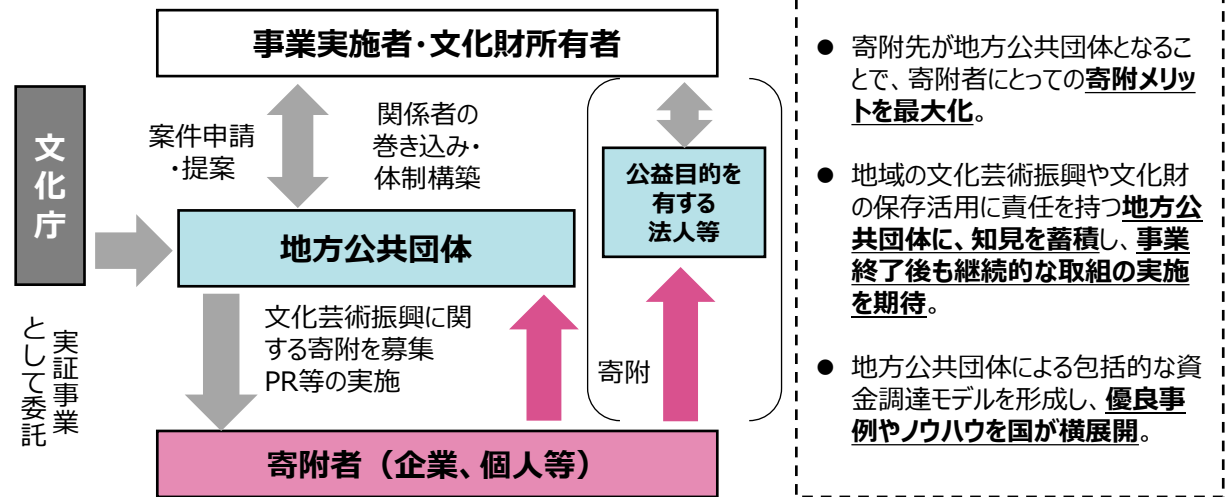 事業実施者・文化財所有者
文化庁
案件申請
・提案
関係者の
巻き込み・
体制構築
公益目的を
有する
法人等
地方公共団体
実証事業
として委託
文化芸術振興に関
する寄附を募集
PR等の実施
寄附
寄附者（企業、個人等）
● 寄附先が地方公共団体となるこ
とで、寄附者にとっての寄附メリッ
トを最大化。
● 地域の文化芸術振興や文化財
の保存活用に責任を持つ地方公
共団体に、知見を蓄積し、事業
終了後も継続的な取組の実施
を期待。
● 地方公共団体による包括的な資
金調達モデルを形成し、優良事
例やノウハウを国が横展開。